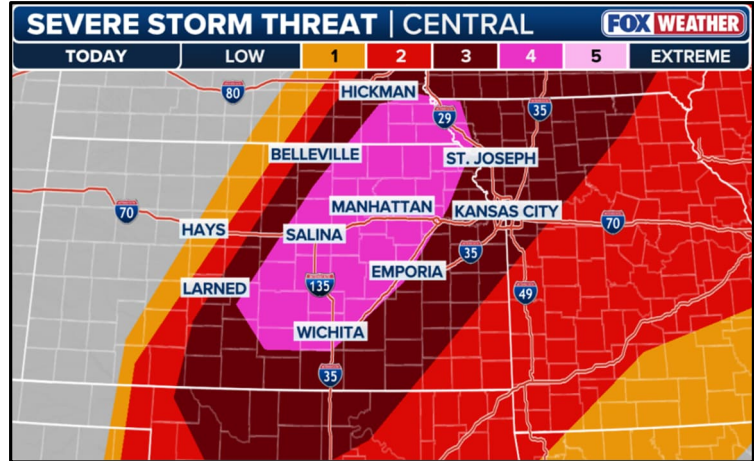 SEVERE STORM THREAT | CENTRAL
FOX WEATHER
TODAY LOW 1 2 3 4 5 EXTREME
80
HICKMAN
29
35
BELLEVILLE
ST. JOSEPH
70
HAYS
MANHATTAN
KANSAS CITY
70
SALINA
35
EMPORIA
LARNED
135
49
WICHITA
35